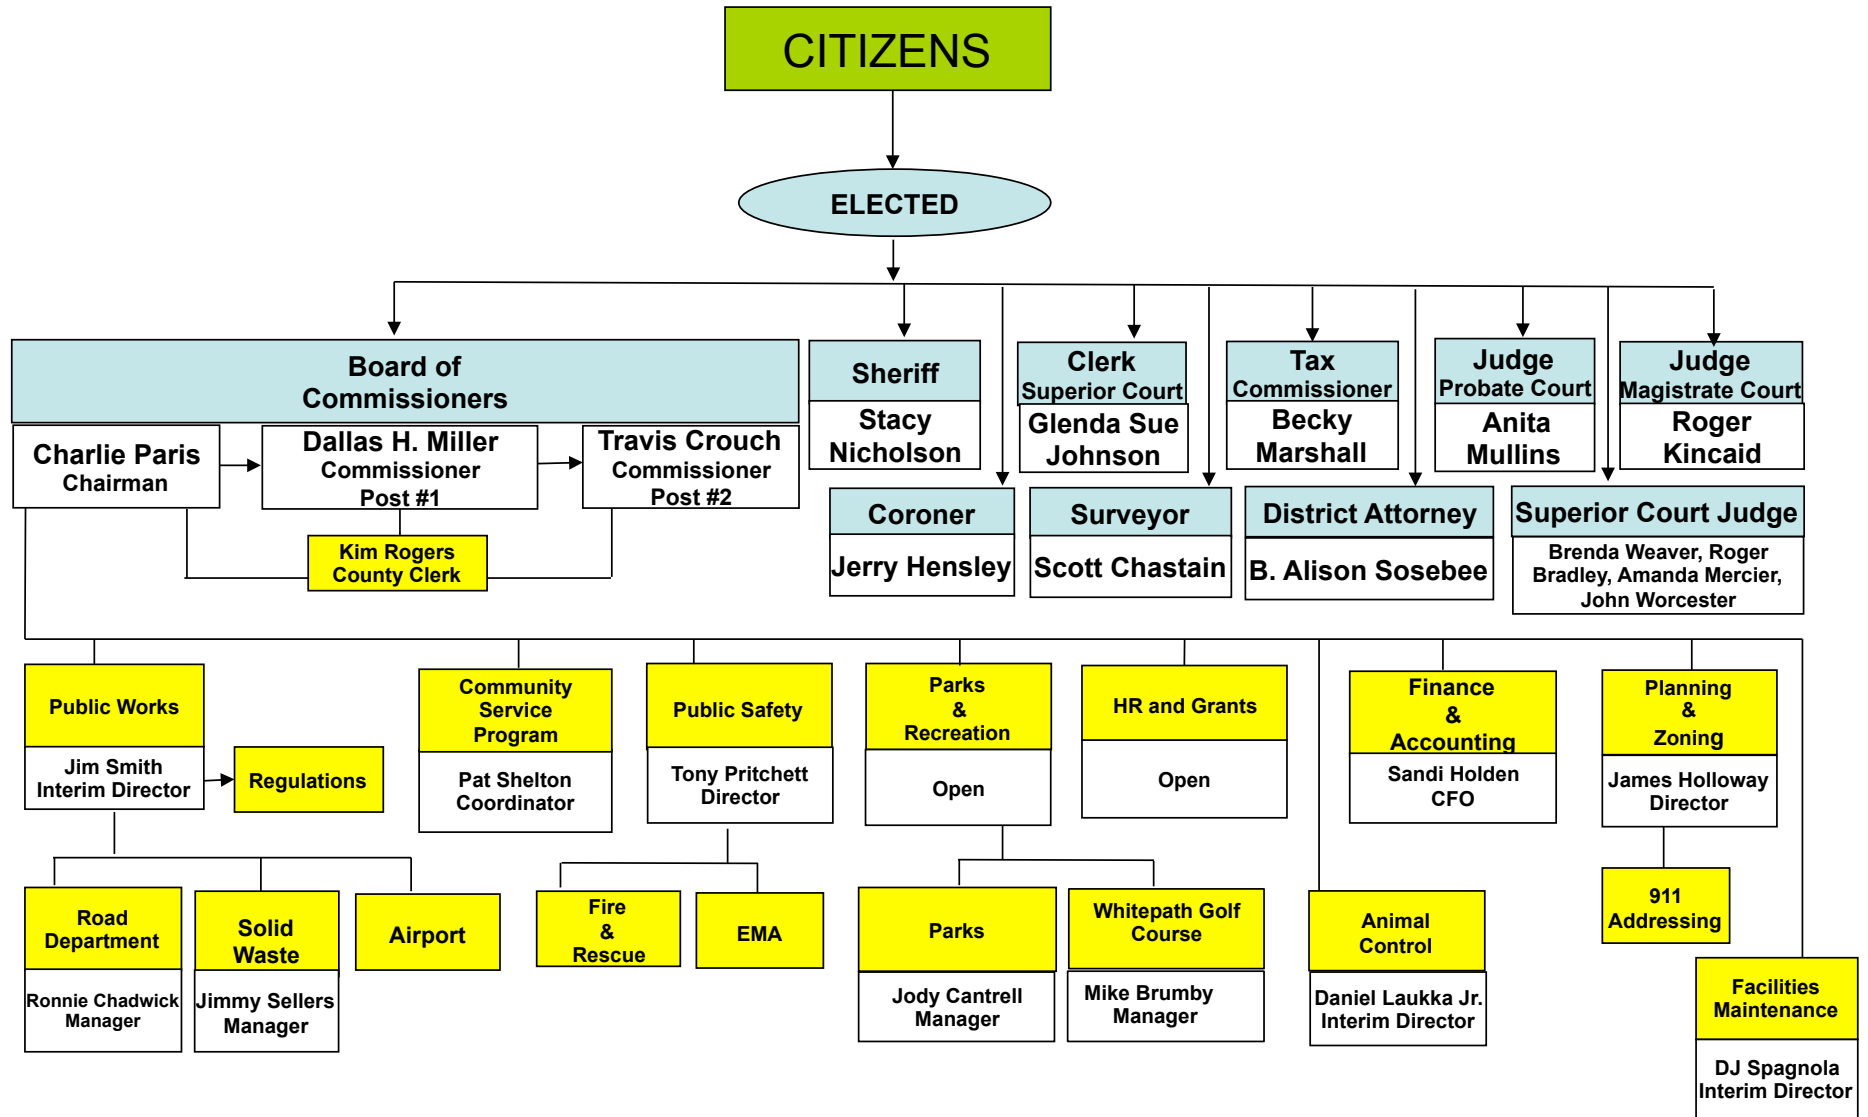 CITIZENS
ELECTED
Board of
Commissioners
Charlie Paris
Chairman
Dallas H. Miller
Commissioner
Post #1
Travis Crouch
Commissioner
Post #2
Kim Rogers
County Clerk
Sheriff
Stacy
Nicholson
Clerk
Superior Court
Glenda Sue
Johnson
Tax
Commissioner
Becky
Marshall
Judge
Probate Court
Anita
Mullins
Judge
Magistrate Court
Roger
Kincaid
Coroner
Jerry Hensley
Surveyor
Scott Chastain
District Attorney
B. Alison Sosebee
Superior Court Judge
Brenda Weaver, Roger
Bradley, Amanda Mercier,
John Worcester
Public Works
Jim Smith
Interim Director
Regulations
Community
Service
Program
Pat Shelton
Coordinator
Public Safety
Tony Pritchett
Director
Parks
&
Recreation
Open
HR and Grants
Open
Finance
&
Accounting
Sandi Holden
CFO
Planning
&
Zoning
James Holloway
Director
Road
Department
Ronnie Chadwick
Manager
Solid
Waste
Jimmy Sellers
Manager
Airport
Fire
&
Rescue
EMA
Parks
Jody Cantrell
Manager
Whitepath Golf
Course
Mike Brumby
Manager
Animal
Control
Daniel Laukka Jr.
Interim Director
911
Addressing
Facilities
Maintenance
DJ Spagnola
Interim Director